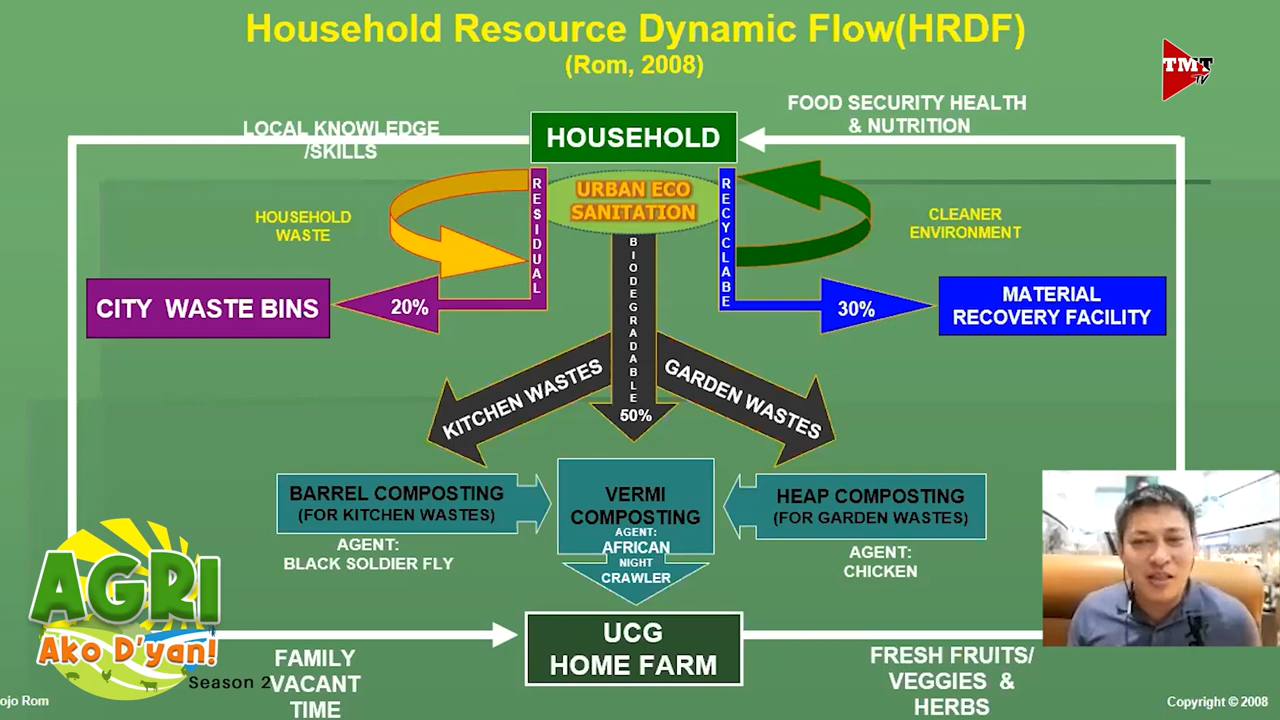 Household Resource Dynamic Flow(HRDF)
(Rom, 2008)
TMT
TV
LOCAL KNOWLEDGE
/SKILLS
HOUSEHOLD
FOOD SECURITY HEALTH
& NUTRITION
HOUSEHOLD
WASTE
RESIDUAL
URBAN ECO
SANITATION
RECYCLABE
CLEANER
ENVIRONMENT
BIODEGRADABLE
CITY WASTE BINS
20%
30%
MATERIAL
RECOVERY FACILITY
KITCHEN WASTES
50%
GARDEN WASTES
BARREL COMPOSTING
(FOR KITCHEN WASTES)
AGENT:
BLACK SOLDIER FLY
VERMI
COMPOSTING
AGENT:
AFRICAN
NIGHT
CRAWLER
HEAP COMPOSTING
(FOR GARDEN WASTES)
AGENT:
CHICKEN
AGRI
Ako D'yan!
Season 2
FAMILY
VACANT
TIME
UCG
HOME FARM
FRESH FRUITS/
VEGGIES &
HERBS
ojo Rom
Copyright © 2008